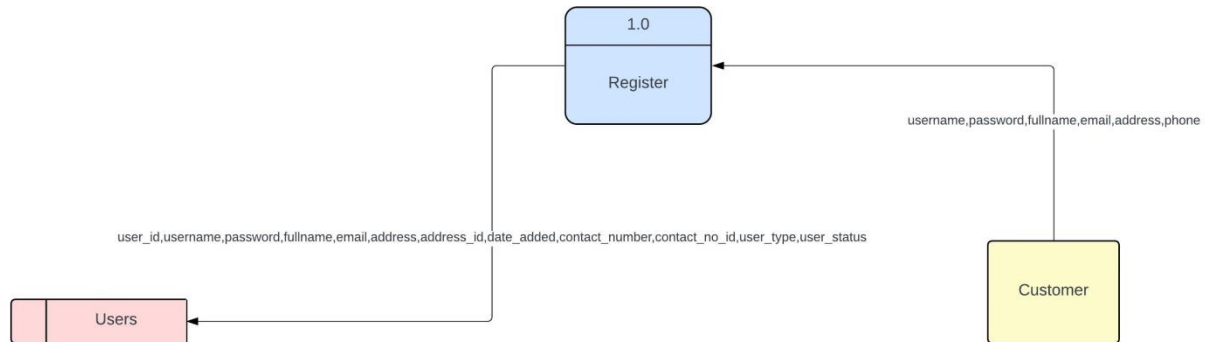 1.0
Register
username,password,fullname,email,address,phone
user_id,username,password,fullname,email,address,address_id,date_added,contact_number,contact_no_id,user_type,user_status
Customer
Users